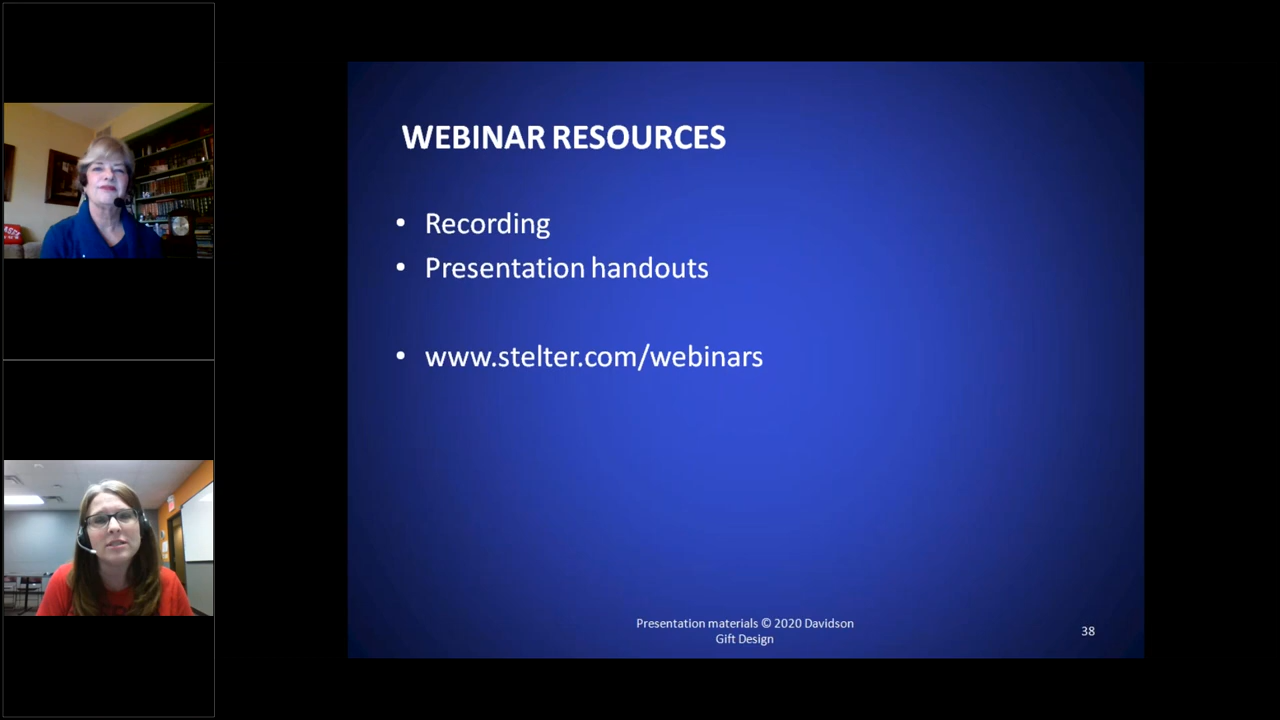 WEBINAR RESOURCES
• Recording
• Presentation handouts
• www.stelter.com/webinars
Presentation materials © 2020 Davidson
Gift Design
38